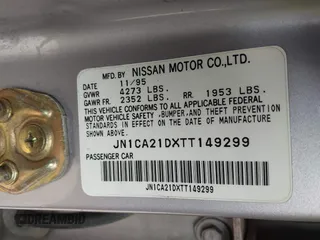 MFD.BY NISSAN MOTOR CO.,LTD.
DATE 11/95
GVWR 4273 LBS.
GAWR FR. 2352 LBS. RR. 1953 LBS.
THIS VEHICLE CONFORMS TO ALL APPLICABLE FEDERAL
MOTOR VEHICLE SAFETY, BUMPER, AND THEFT PREVENTION
STANDARDS IN EFFECT ON THE DATE OF MANUFACTURE
SHOWN ABOVE.
JN1CA21DXTT149299
PASSENGER CAR
JN1CA21DXTT149299
DREAMBID